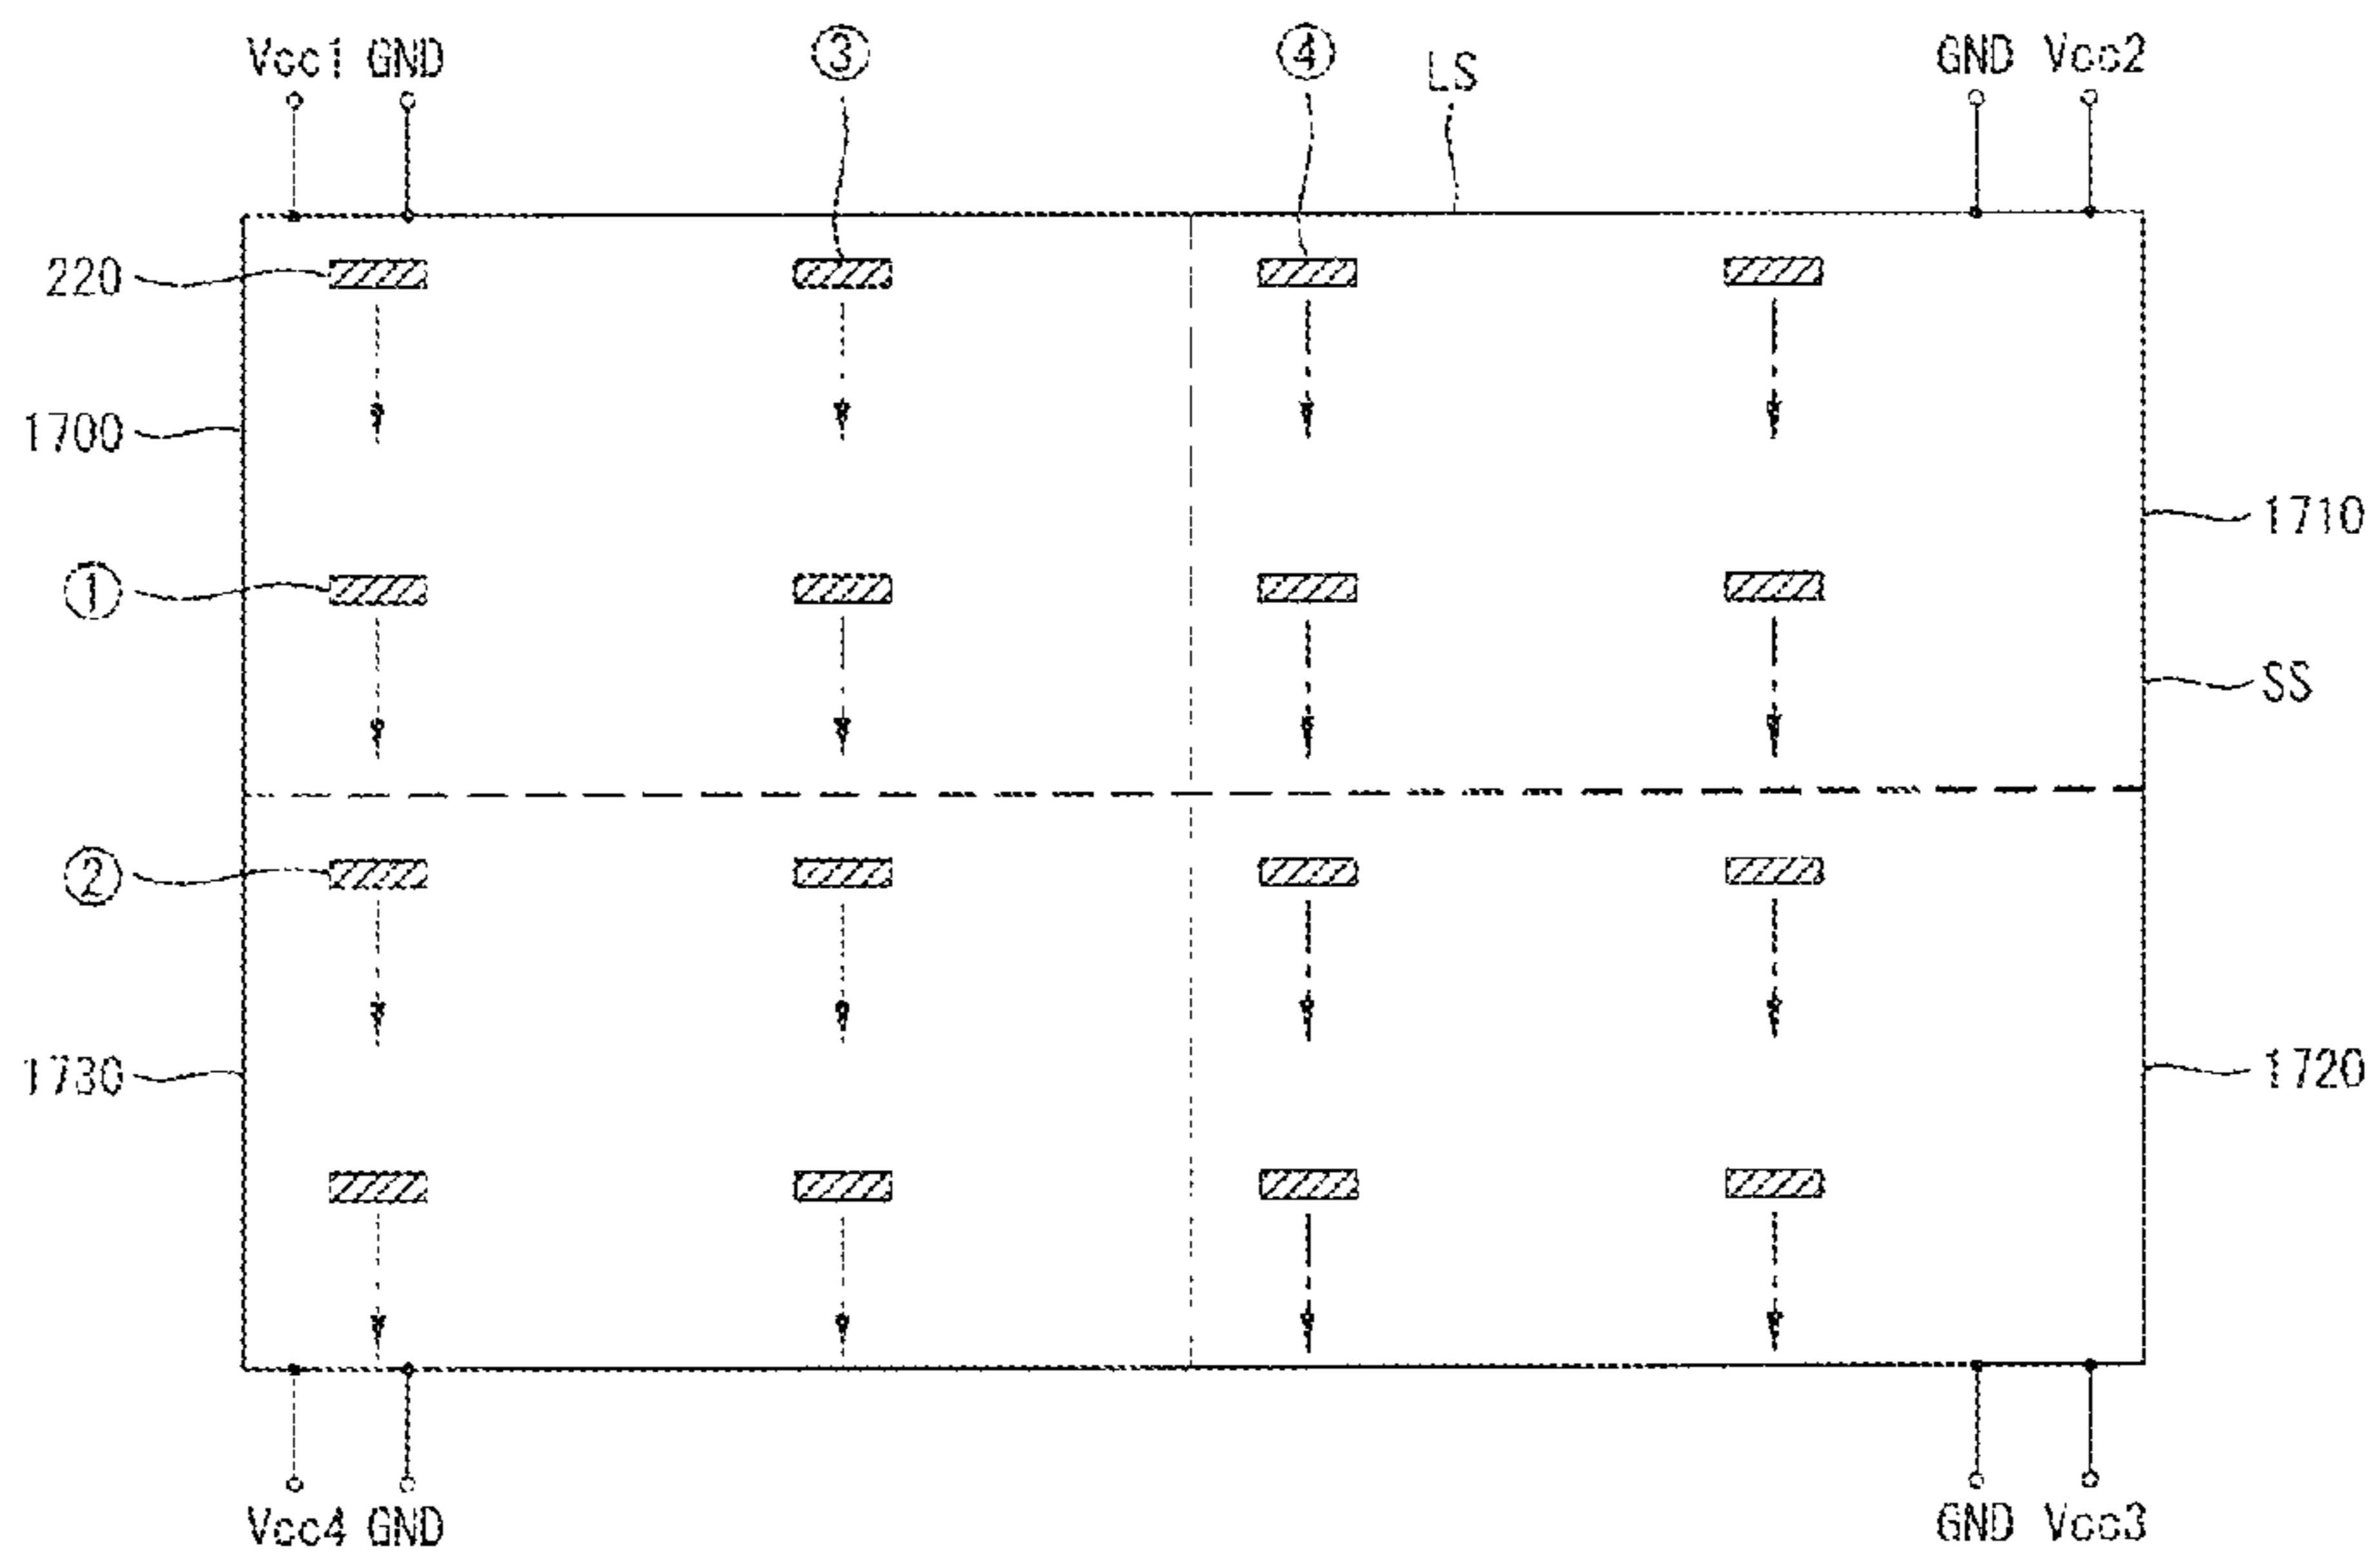 Vcc1 GND ③ ④ LS GND Vcc2
220
1700
1710
①
SS
②
1730
1720
Vcc4 GND GND Vcc3